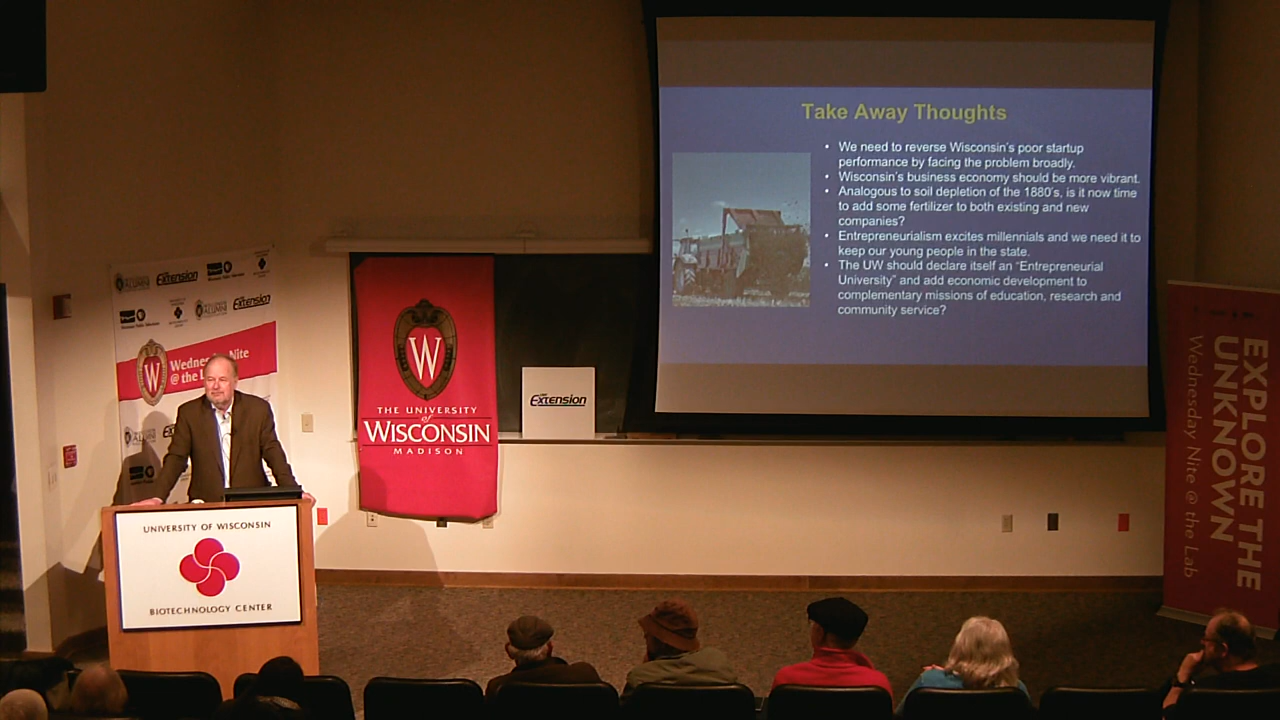 Take Away Thoughts
• We need to reverse Wisconsin's poor startup
performance by facing the problem broadly.
• Wisconsin's business economy should be more vibrant.
• Analogous to soil depletion of the 1880's, is it now time
to add some fertilizer to both existing and new
companies?
• Entrepreneurialism excites millennials and we need it to
keep our young people in the state.
• The UW should declare itself an "Entrepreneurial
University" and add economic development to
complementary missions of education, research and
community service?
ALUMNI
Extension
PBS
ALUMNI
Extension
W
Wednesday Nite
@ the L
W
THE UNIVERSITY
of
WISCONSIN
MADISON
Extension
UNIVERSITY OF WISCONSIN
BIOTECHNOLOGY CENTER
EXPLORE THE
UNKNOWN
Wednesday Nite @ the Lab